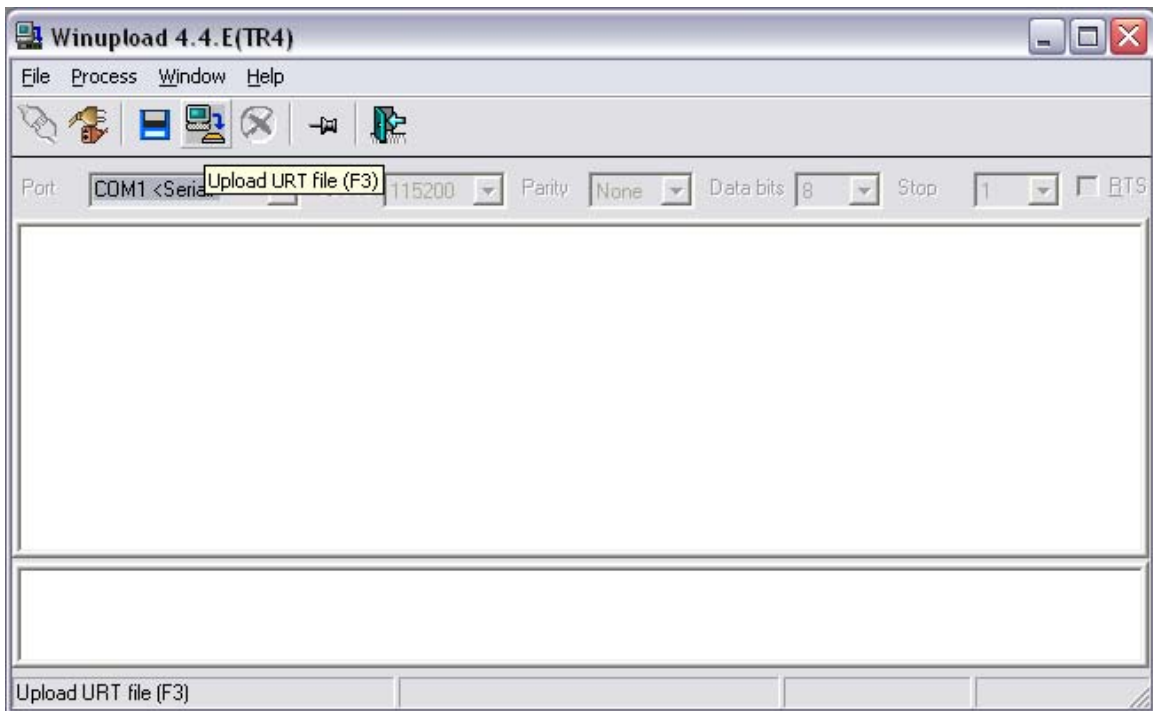 Winupload 4.4.E(TR4)
File Process Window Help
Upload URT file (F3)
Port COM1 <Serial 115200 Parity None Data bits 8 Stop 1 RTS
Upload URT file (F3)